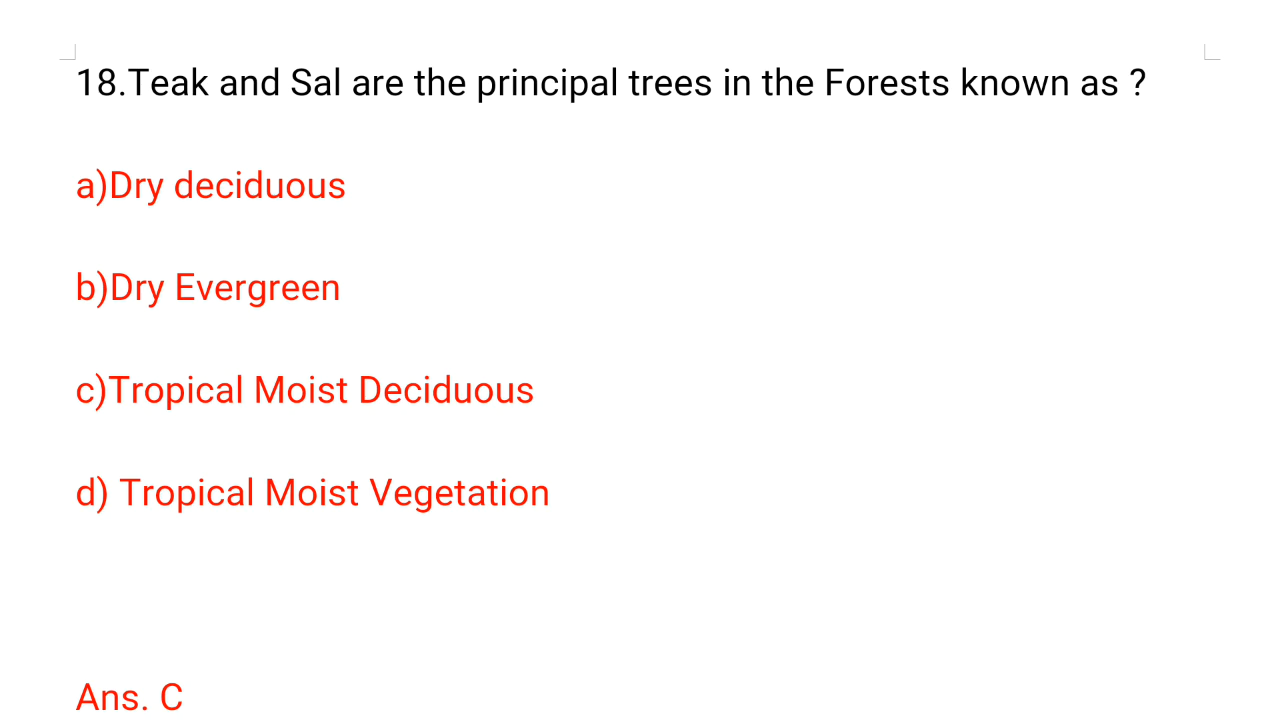 18.Teak and Sal are the principal trees in the Forests known as ?
a)Dry deciduous
b)Dry Evergreen
c)Tropical Moist Deciduous
d) Tropical Moist Vegetation
Ans. C